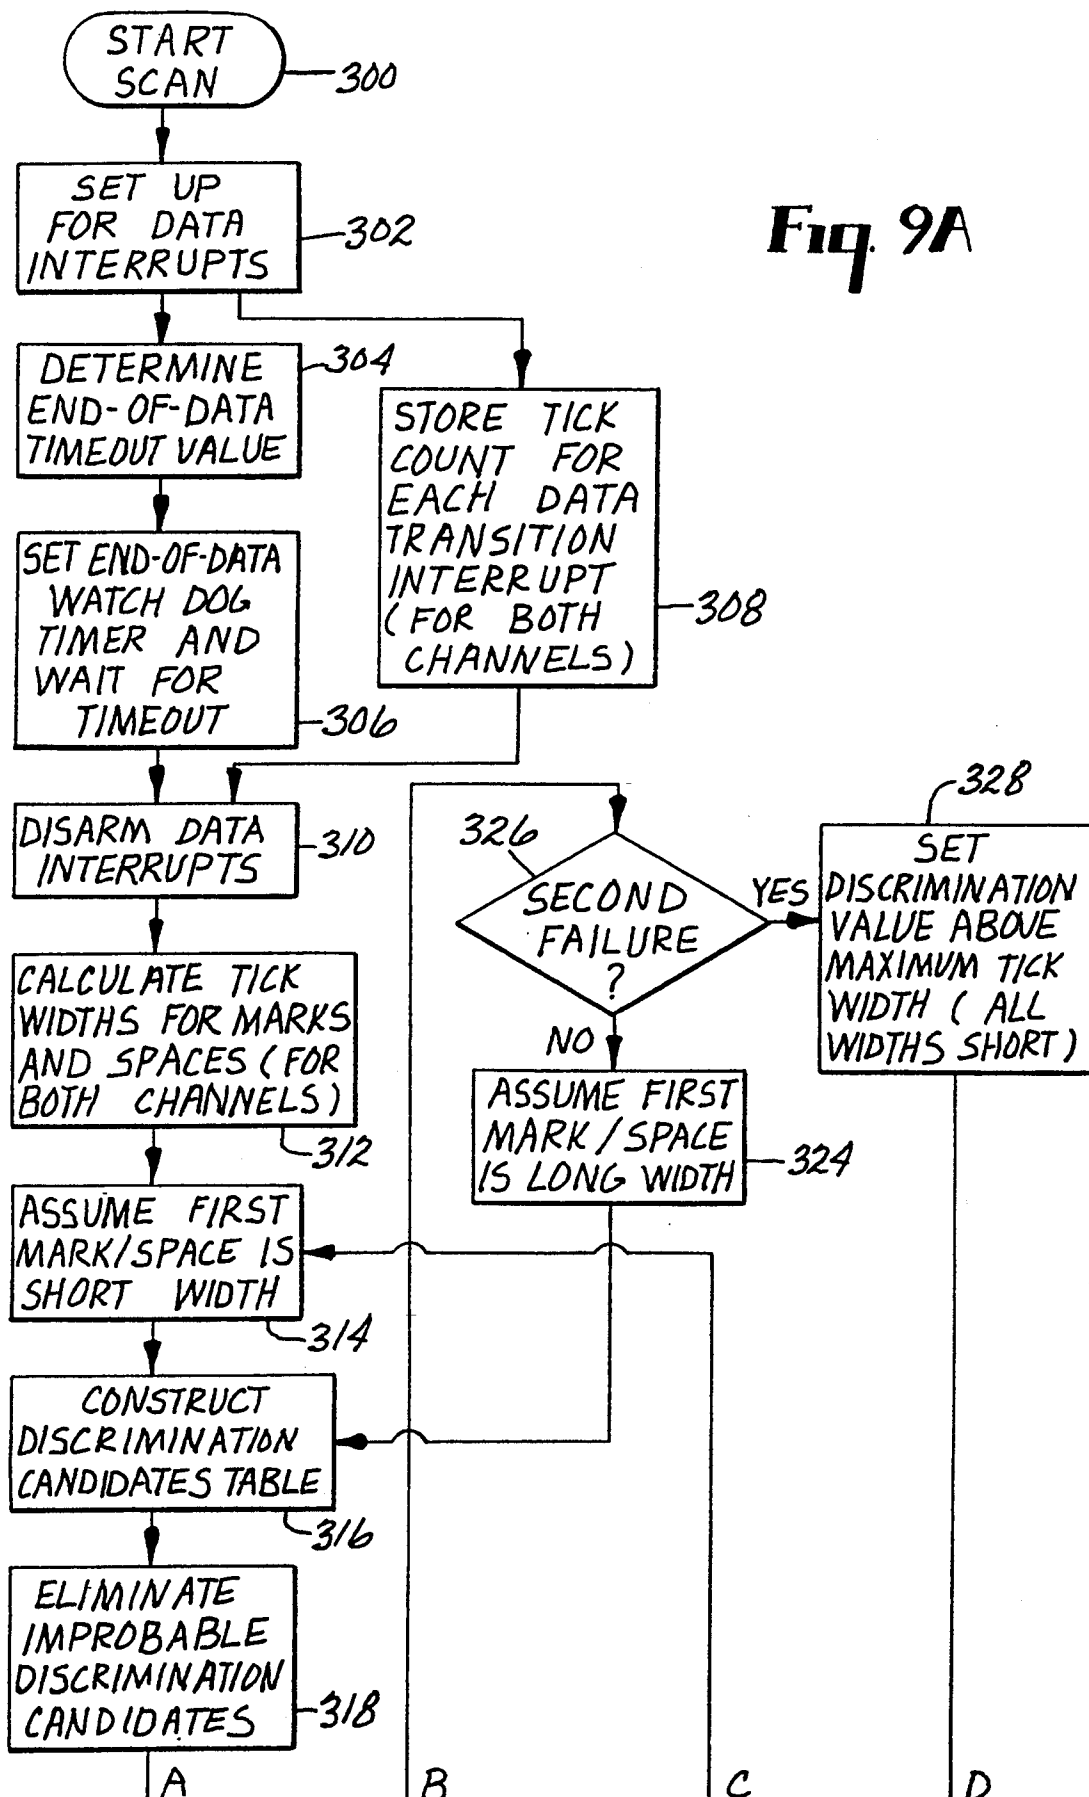 START
SCAN
300
SET UP
FOR DATA
INTERRUPTS
302
Fig. 9A
DETERMINE
END-OF-DATA
TIMEOUT VALUE
304
STORE TICK
COUNT FOR
EACH DATA
TRANSITION
INTERRUPT
(FOR BOTH
CHANNELS)
308
SET END-OF-DATA
WATCH DOG
TIMER AND
WAIT FOR
TIMEOUT
306
DISARM DATA
INTERRUPTS
310
326
SECOND
FAILURE
?
YES
NO
328
SET
DISCRIMINATION
VALUE ABOVE
MAXIMUM TICK
WIDTH (ALL
WIDTHS SHORT)
CALCULATE TICK
WIDTHS FOR MARKS
AND SPACES (FOR
BOTH CHANNELS)
312
ASSUME FIRST
MARK/SPACE
IS LONG WIDTH
324
ASSUME FIRST
MARK/SPACE IS
SHORT WIDTH
314
CONSTRUCT
DISCRIMINATION
CANDIDATES TABLE
316
ELIMINATE
IMPROBABLE
DISCRIMINATION
CANDIDATES
318
A
B
C
D